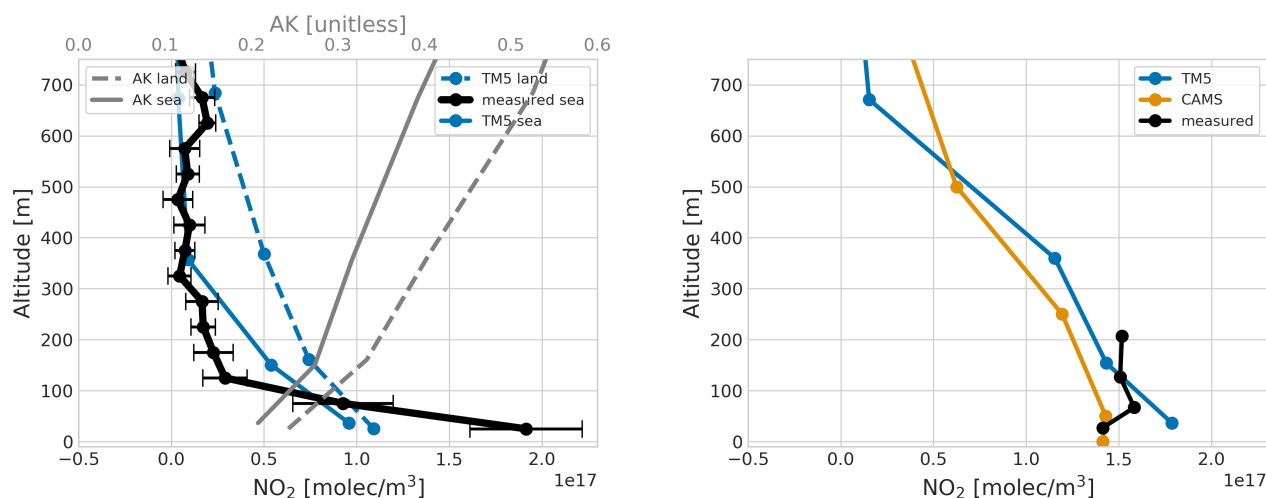 AK [unitless]
0.0 0.1 0.2 0.3 0.4 0.5 0.6
700
600
500
400
300
200
100
0
Altitude [m]
AK land
AK sea
TM5 land
measured sea
TM5 sea
−0.5 0.0 0.5 1.0 1.5 2.0
1e17
NO₂ [molec/m³]
700
600
500
400
300
200
100
0
Altitude [m]
TM5
CAMS
measured
−0.5 0.0 0.5 1.0 1.5 2.0
1e17
NO₂ [molec/m³]